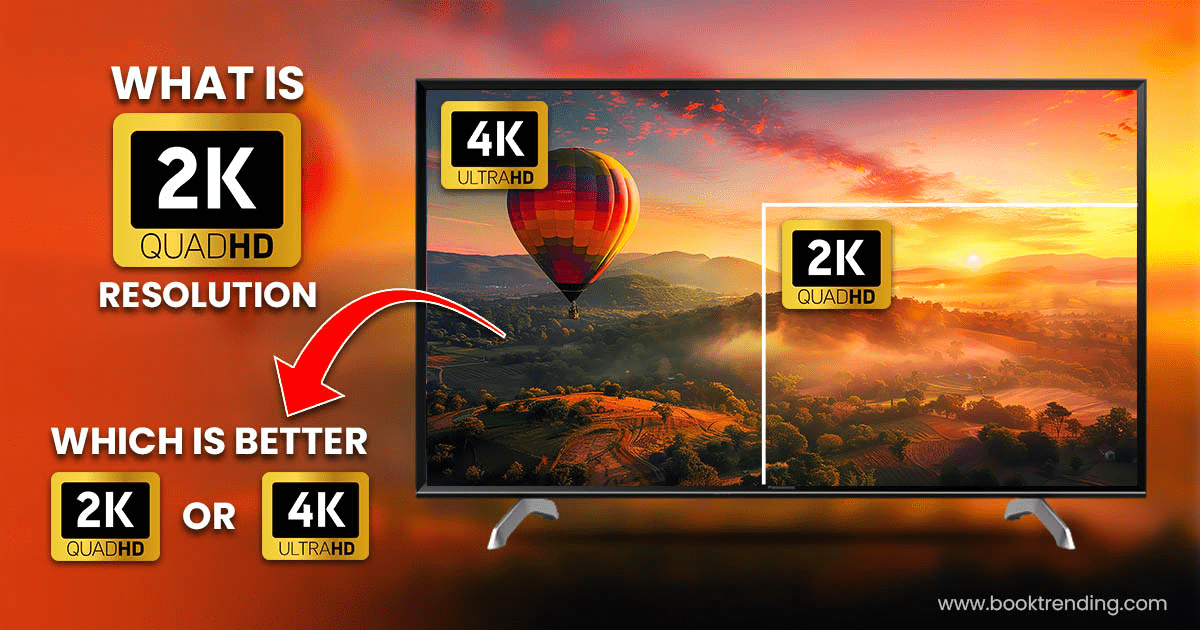 WHAT IS
2K
QUADHD
RESOLUTION
WHICH IS BETTER
2K
QUADHD
OR
4K
ULTRAHD
4K
ULTRAHD
2K
QUADHD
www.booktrending.com